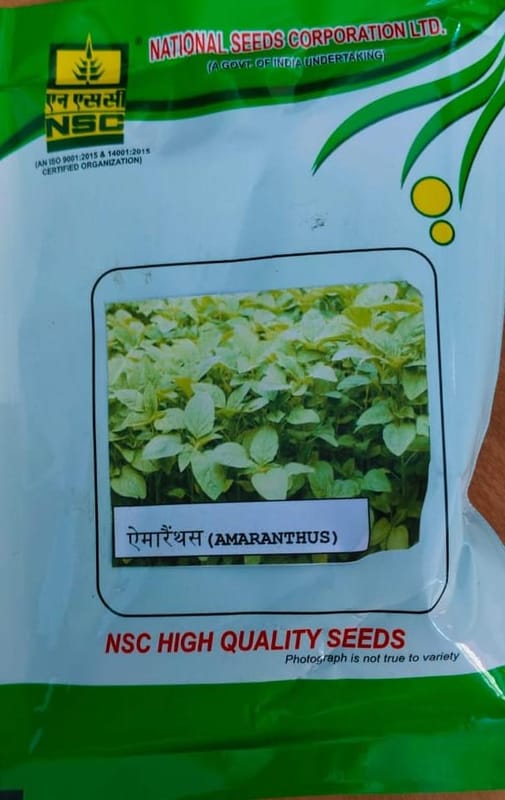 NATIONAL SEEDS CORPORATION LTD.
(A GOVT. OF INDIA UNDERTAKING)
एन एस सी
NSC
(AN ISO 9001:2015 & 14001:2015
CERTIFIED ORGANIZATION)
ऐमारैंथस (AMARANTHUS)
NSC HIGH QUALITY SEEDS
Photograph is not true to variety